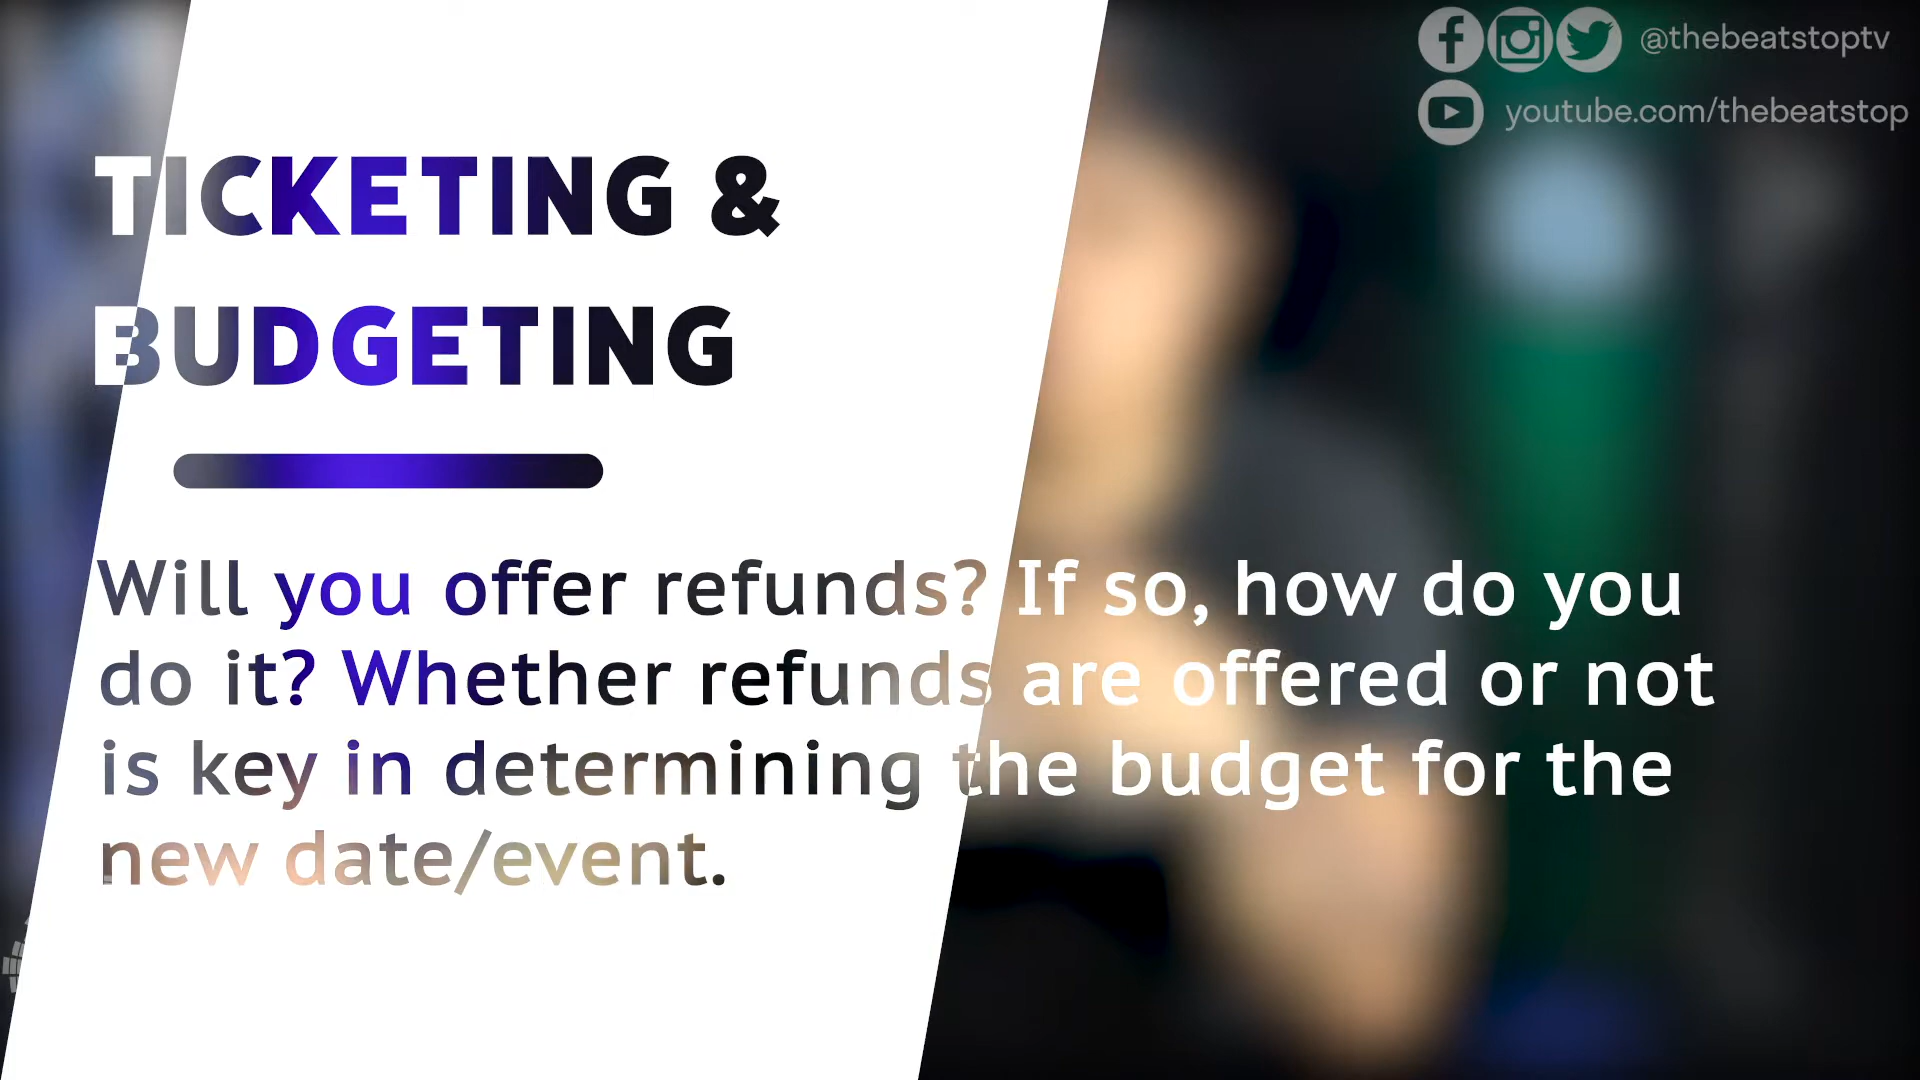 @thebeatstoptv
youtube.com/thebeatstop
TICKETING &
BUDGETING
Will you offer refunds? If so, how do you
do it? Whether refunds are offered or not
is key in determining the budget for the
new date/event.